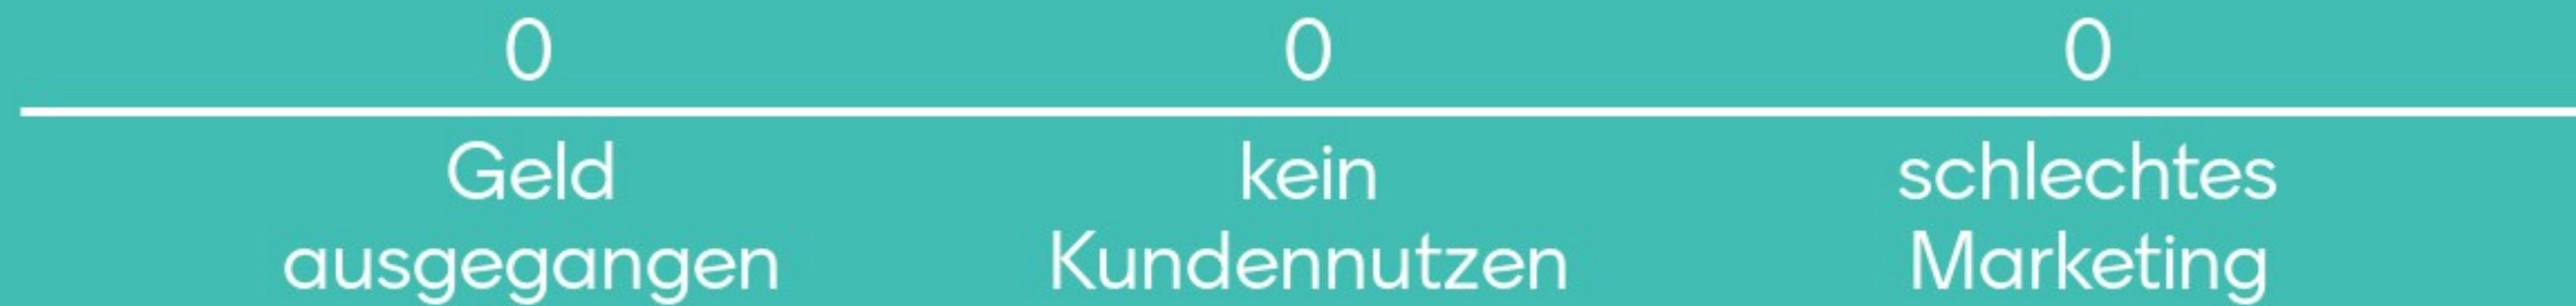 0 0 0
Geld kein schlechtes
ausgegangen Kundennutzen Marketing